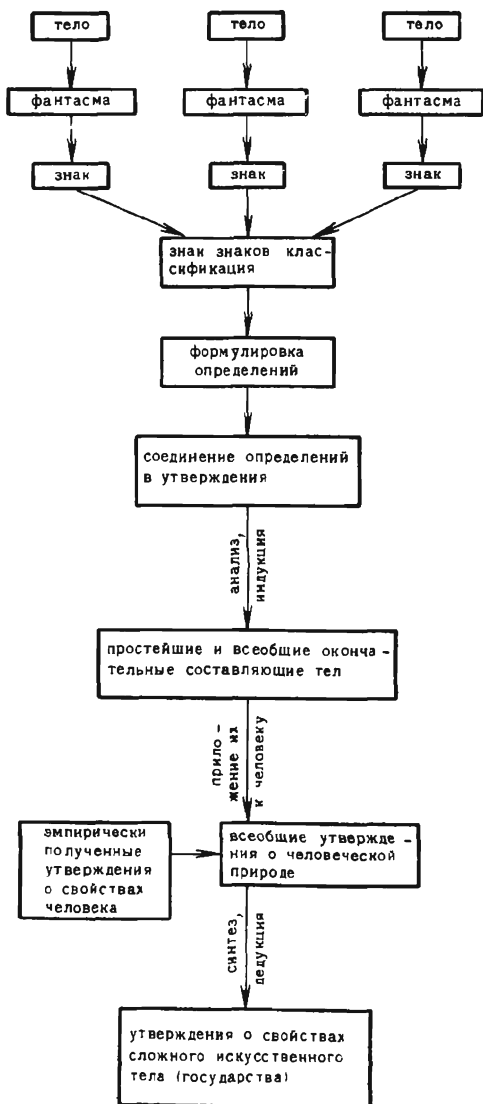 тело тело тело
фантасма фантасма фантасма
знак знак знак
знак знаков клас-
сификация
формулировка
определений
соединение определений
в утверждения
анализ,
индукция
простейшие и всеобщие оконча-
тельные составляющие тел
прило-
жение их
к человеку
эмпирически
полученные
утверждения
о свойствах
человека
всеобщие утвержде-
ния о человеческой
природе
синтез,
дедукция
утверждения о свойствах
сложного искусственного
тела (государства)